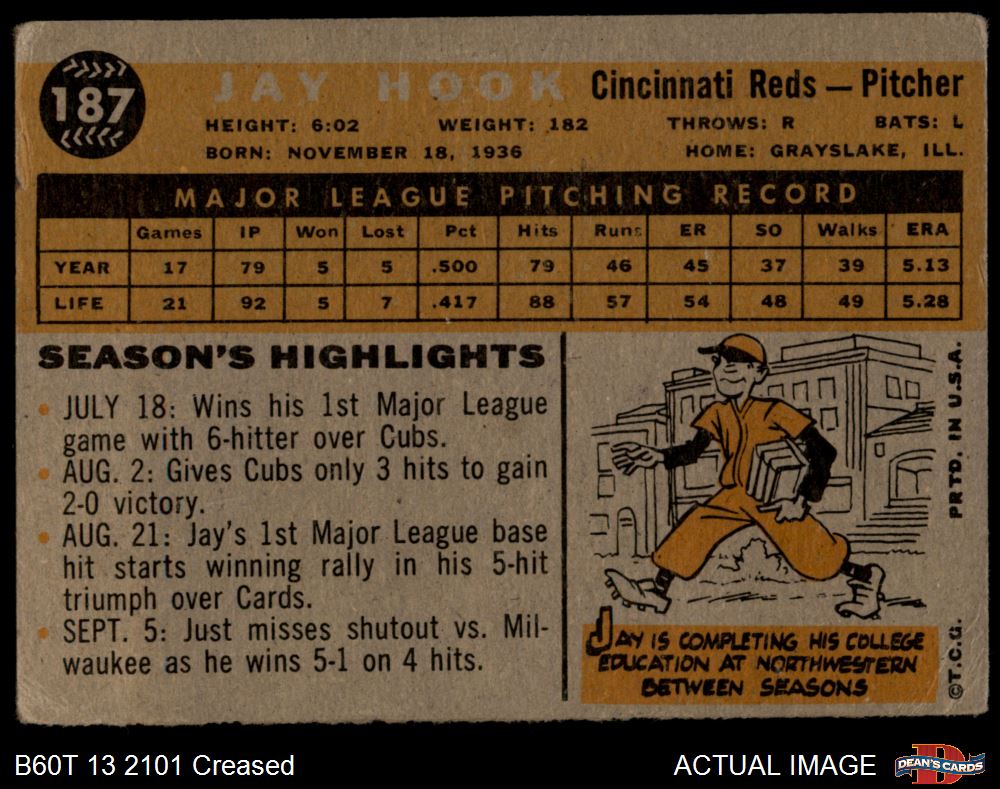 187
JAY HOOK Cincinnati Reds — Pitcher
HEIGHT: 6:02 WEIGHT: 182 THROWS: R BATS: L
BORN: NOVEMBER 18, 1936 HOME: GRAYSLAKE, ILL.
MAJOR LEAGUE PITCHING RECORD
Games IP Won Lost Pct Hits Runs ER SO Walks ERA
YEAR 17 79 5 5 .500 79 46 45 37 39 5.13
LIFE 21 92 5 7 .417 88 57 54 48 49 5.28
SEASON'S HIGHLIGHTS
• JULY 18: Wins his 1st Major League
game with 6-hitter over Cubs.
• AUG. 2: Gives Cubs only 3 hits to gain
2-0 victory.
• AUG. 21: Jay's 1st Major League base
hit starts winning rally in his 5-hit
triumph over Cards.
• SEPT. 5: Just misses shutout vs. Mil-
waukee as he wins 5-1 on 4 hits.
JAY IS COMPLETING HIS COLLEGE
EDUCATION AT NORTHWESTERN
BETWEEN SEASONS
©T.C.G. PRTD. IN U.S.A.
B60T 13 2101 Creased
ACTUAL IMAGE
D
DEAN'S CARDS